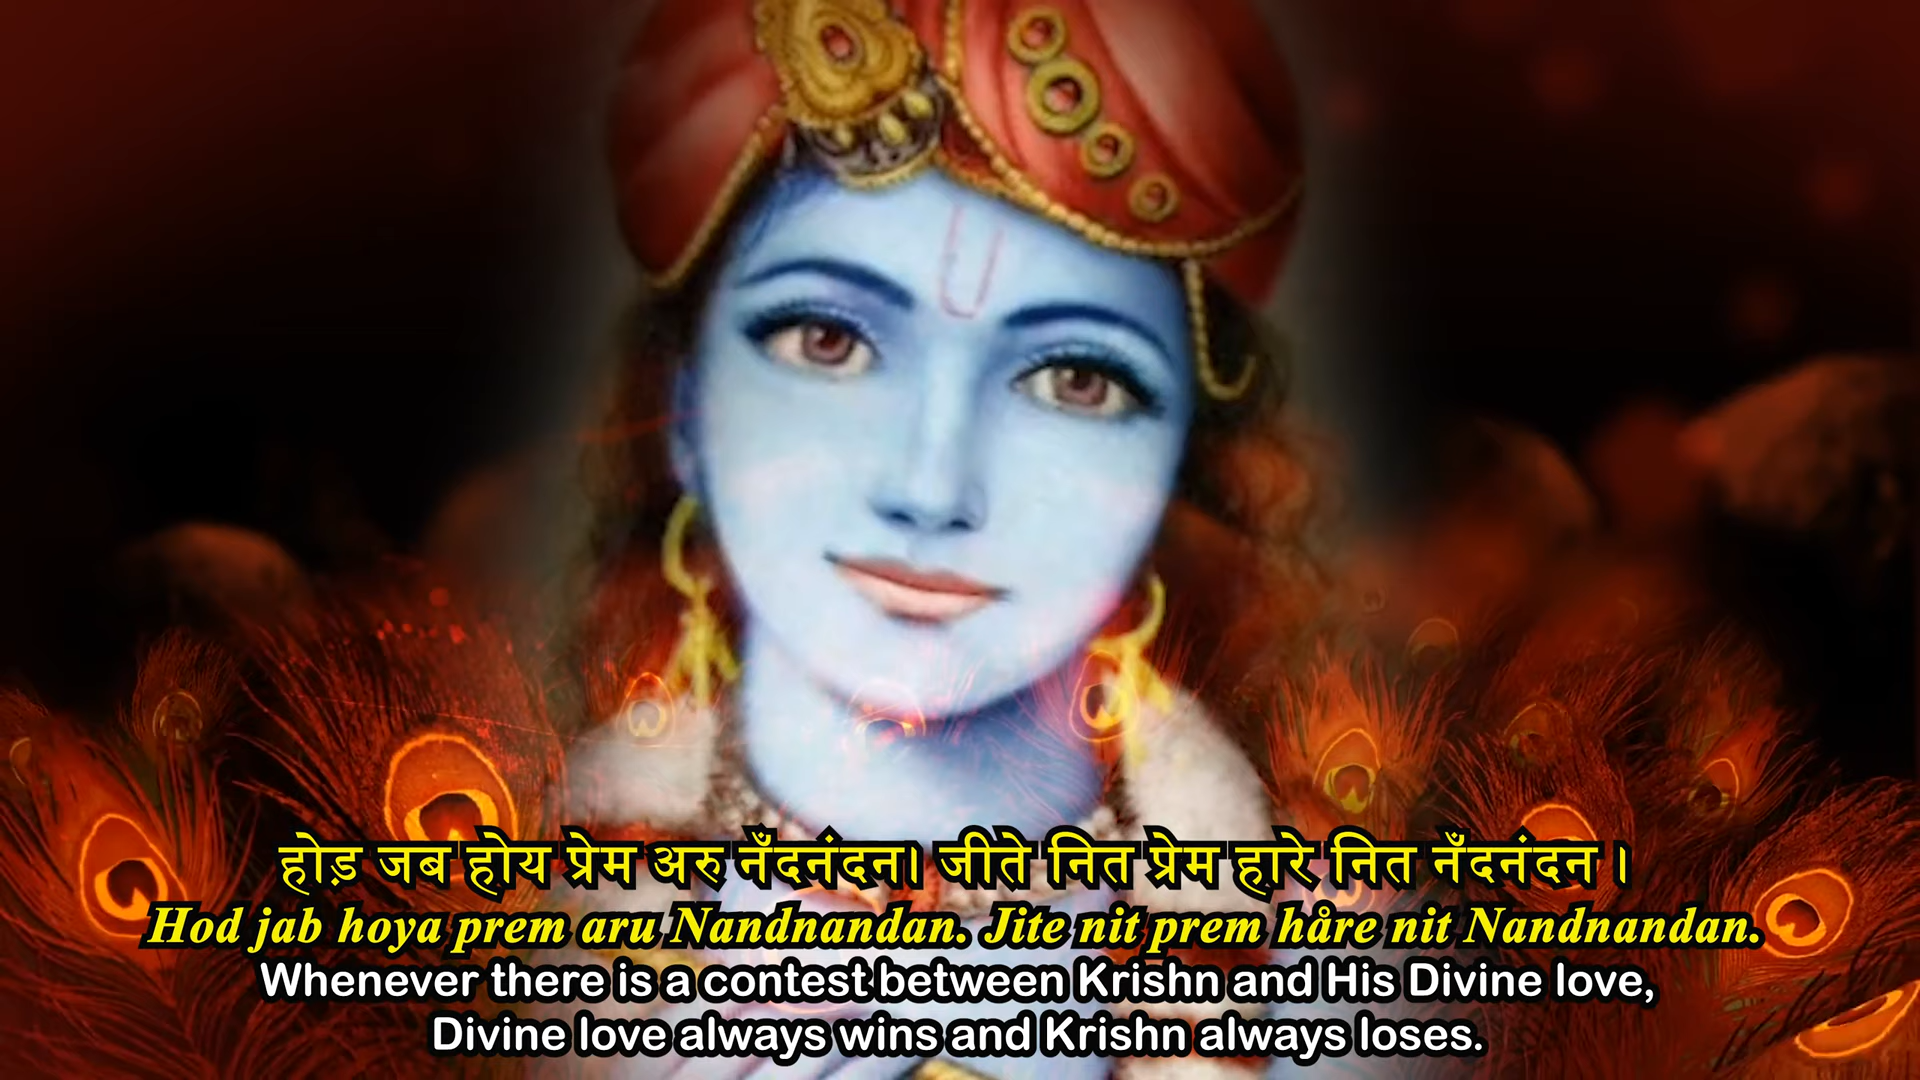 होड़ जब होय प्रेम अरु नँदनंदन। जीते नित प्रेम हारे नित नँदनंदन ।
Hod jab hoya prem aru Nandnandan. Jite nit prem håre nit Nandnandan.
Whenever there is a contest between Krishn and His Divine love,
Divine love always wins and Krishn always loses.